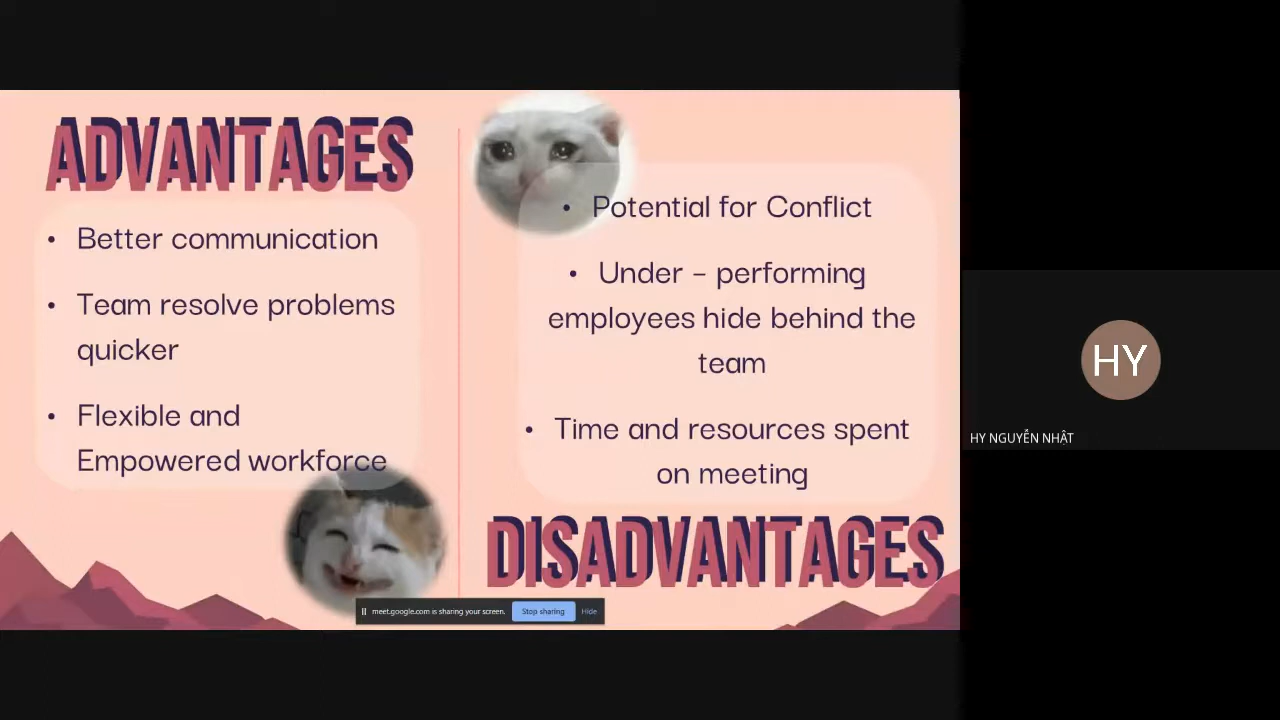 ADVANTAGES
• Better communication
• Team resolve problems
quicker
• Flexible and
Empowered workforce
• Potential for Conflict
• Under – performing
employees hide behind the
team
• Time and resources spent
on meeting
DISADVANTAGES
meet.google.com is sharing your screen. Stop sharing Hide
HY
HY NGUYỄN NHẬT